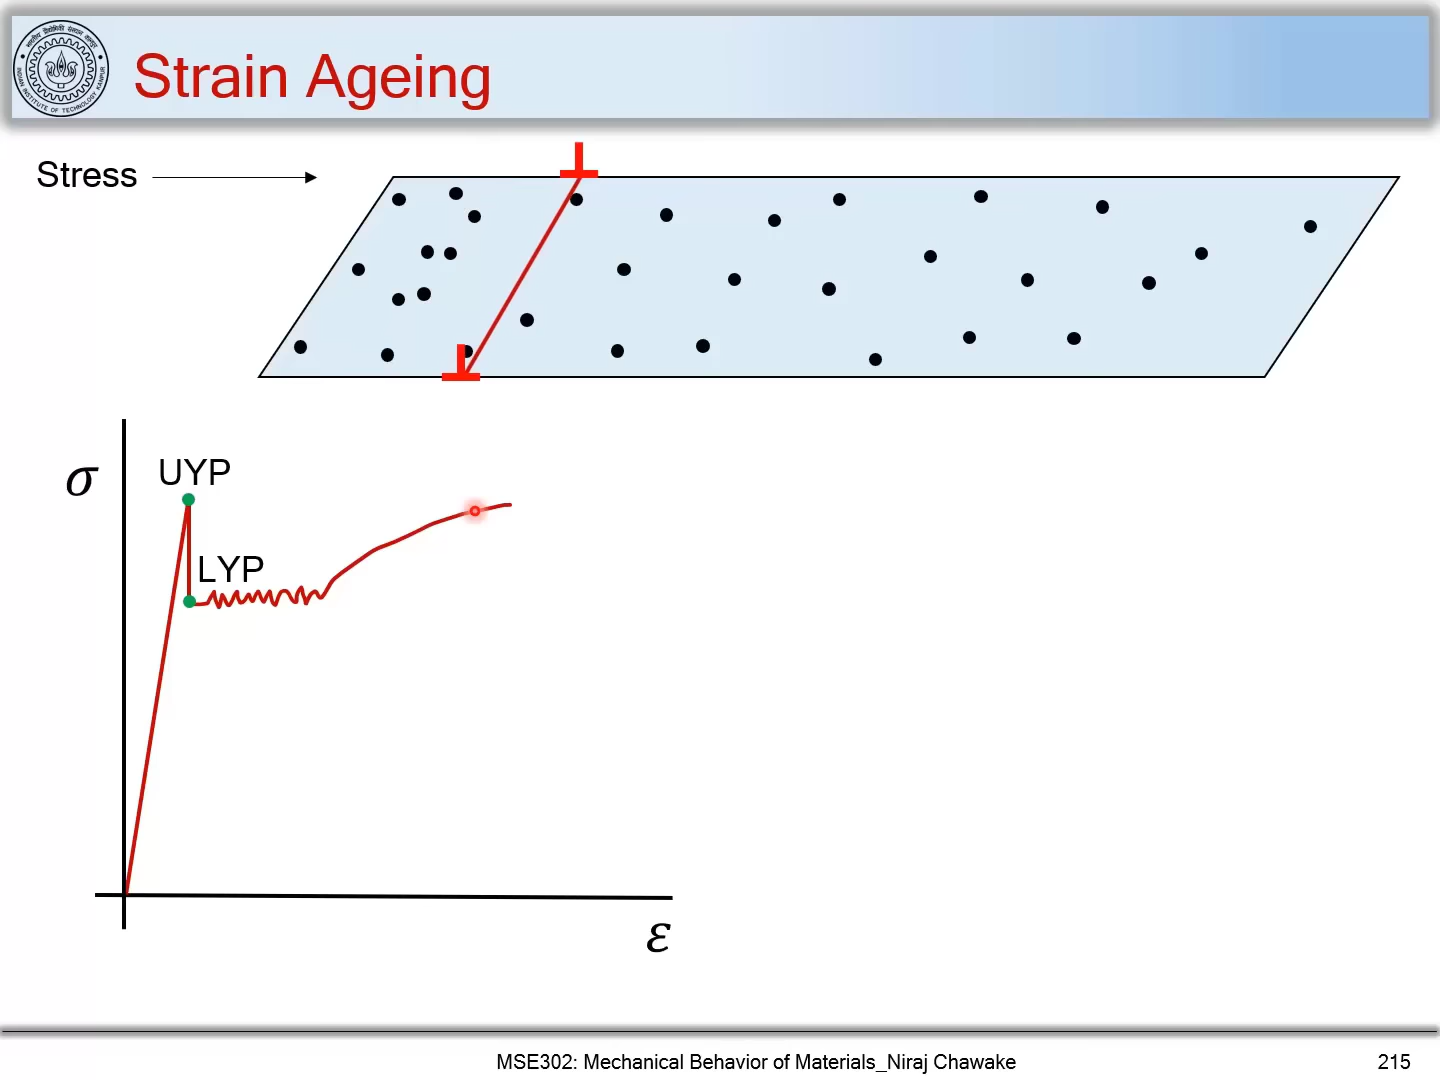 Strain Ageing
Stress
σ
UYP
LYP
ε
MSE302: Mechanical Behavior of Materials_Niraj Chawake
215